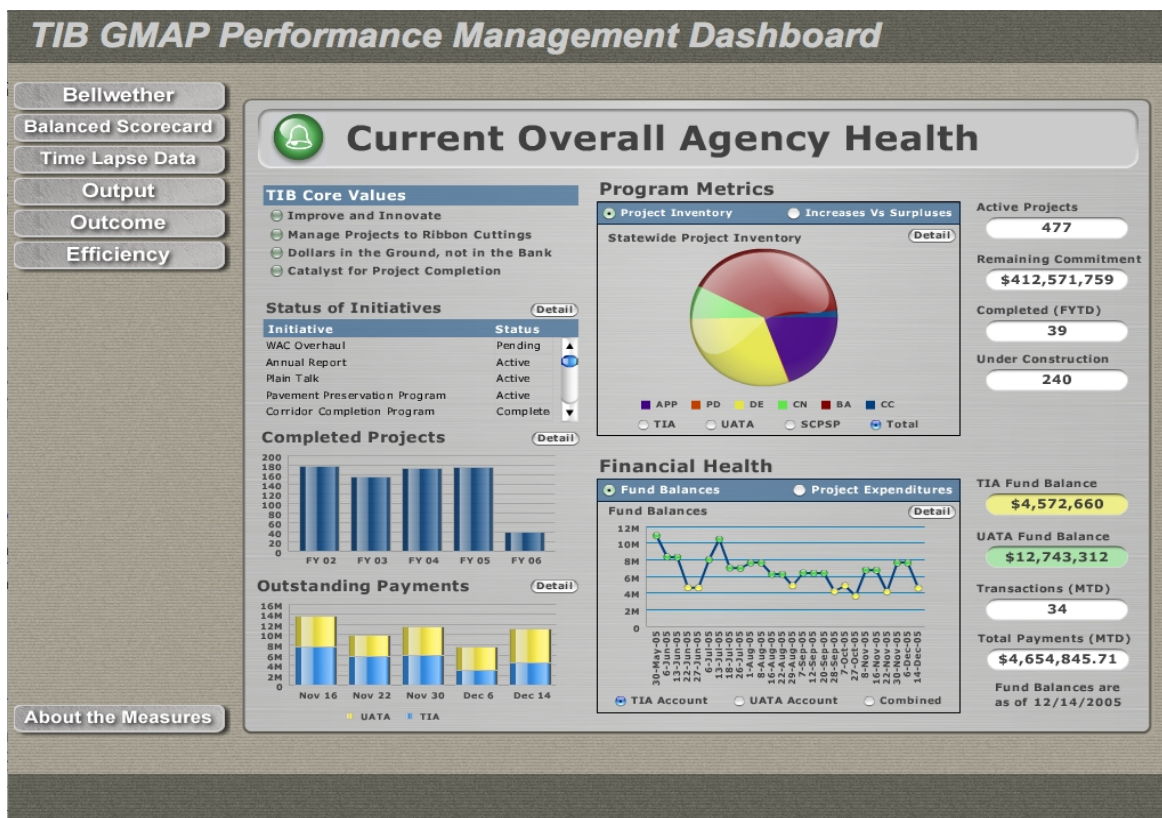 TIB GMAP Performance Management Dashboard
Bellwether
Balanced Scorecard
Time Lapse Data
Output
Outcome
Efficiency
About the Measures
Current Overall Agency Health
TIB Core Values
Improve and Innovate
Manage Projects to Ribbon Cuttings
Dollars in the Ground, not in the Bank
Catalyst for Project Completion
Status of Initiatives Detail
Initiative Status
WAC Overhaul Pending
Annual Report Active
Plain Talk Active
Pavement Preservation Program Active
Corridor Completion Program Complete
Completed Projects Detail
200
180
160
140
120
100
80
60
40
20
0
FY 02 FY 03 FY 04 FY 05 FY 06
Outstanding Payments Detail
16M
14M
12M
10M
8M
6M
4M
2M
0
Nov 16 Nov 22 Nov 30 Dec 6 Dec 14
UATA TIA
Program Metrics
Project Inventory Increases Vs Surpluses
Statewide Project Inventory Detail
APP PD DE CN BA CC
TIA UATA SCPSP Total
Financial Health
Fund Balances Project Expenditures
Fund Balances Detail
12M
10M
8M
6M
4M
2M
0
30-May-05
6-Jun-05
13-Jun-05
22-Jun-05
27-Jun-05
6-Jul-05
13-Jul-05
18-Jul-05
26-Jul-05
1-Aug-05
8-Aug-05
16-Aug-05
22-Aug-05
29-Aug-05
7-Sep-05
12-Sep-05
20-Sep-05
28-Sep-05
7-Oct-05
27-Oct-05
8-Nov-05
16-Nov-05
22-Nov-05
30-Nov-05
6-Dec-05
14-Dec-05
TIA Account UATA Account Combined
Active Projects
477
Remaining Commitment
$412,571,759
Completed (FYTD)
39
Under Construction
240
TIA Fund Balance
$4,572,660
UATA Fund Balance
$12,743,312
Transactions (MTD)
34
Total Payments (MTD)
$4,654,845.71
Fund Balances are
as of 12/14/2005